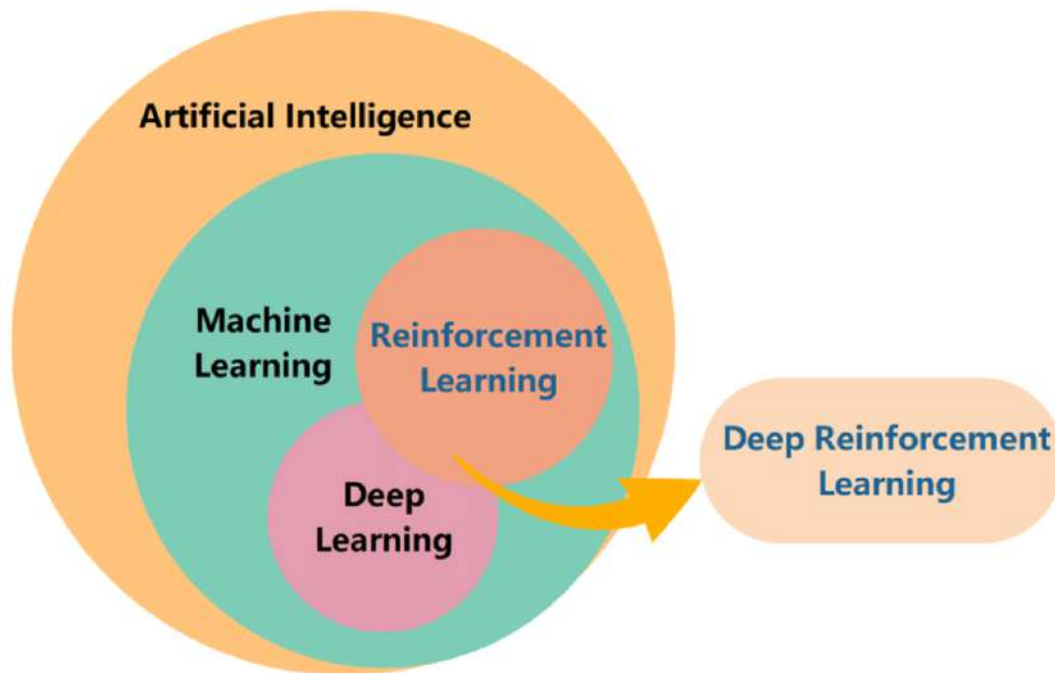 Artificial Intelligence
Machine
Learning
Reinforcement
Learning
Deep
Learning
Deep Reinforcement
Learning